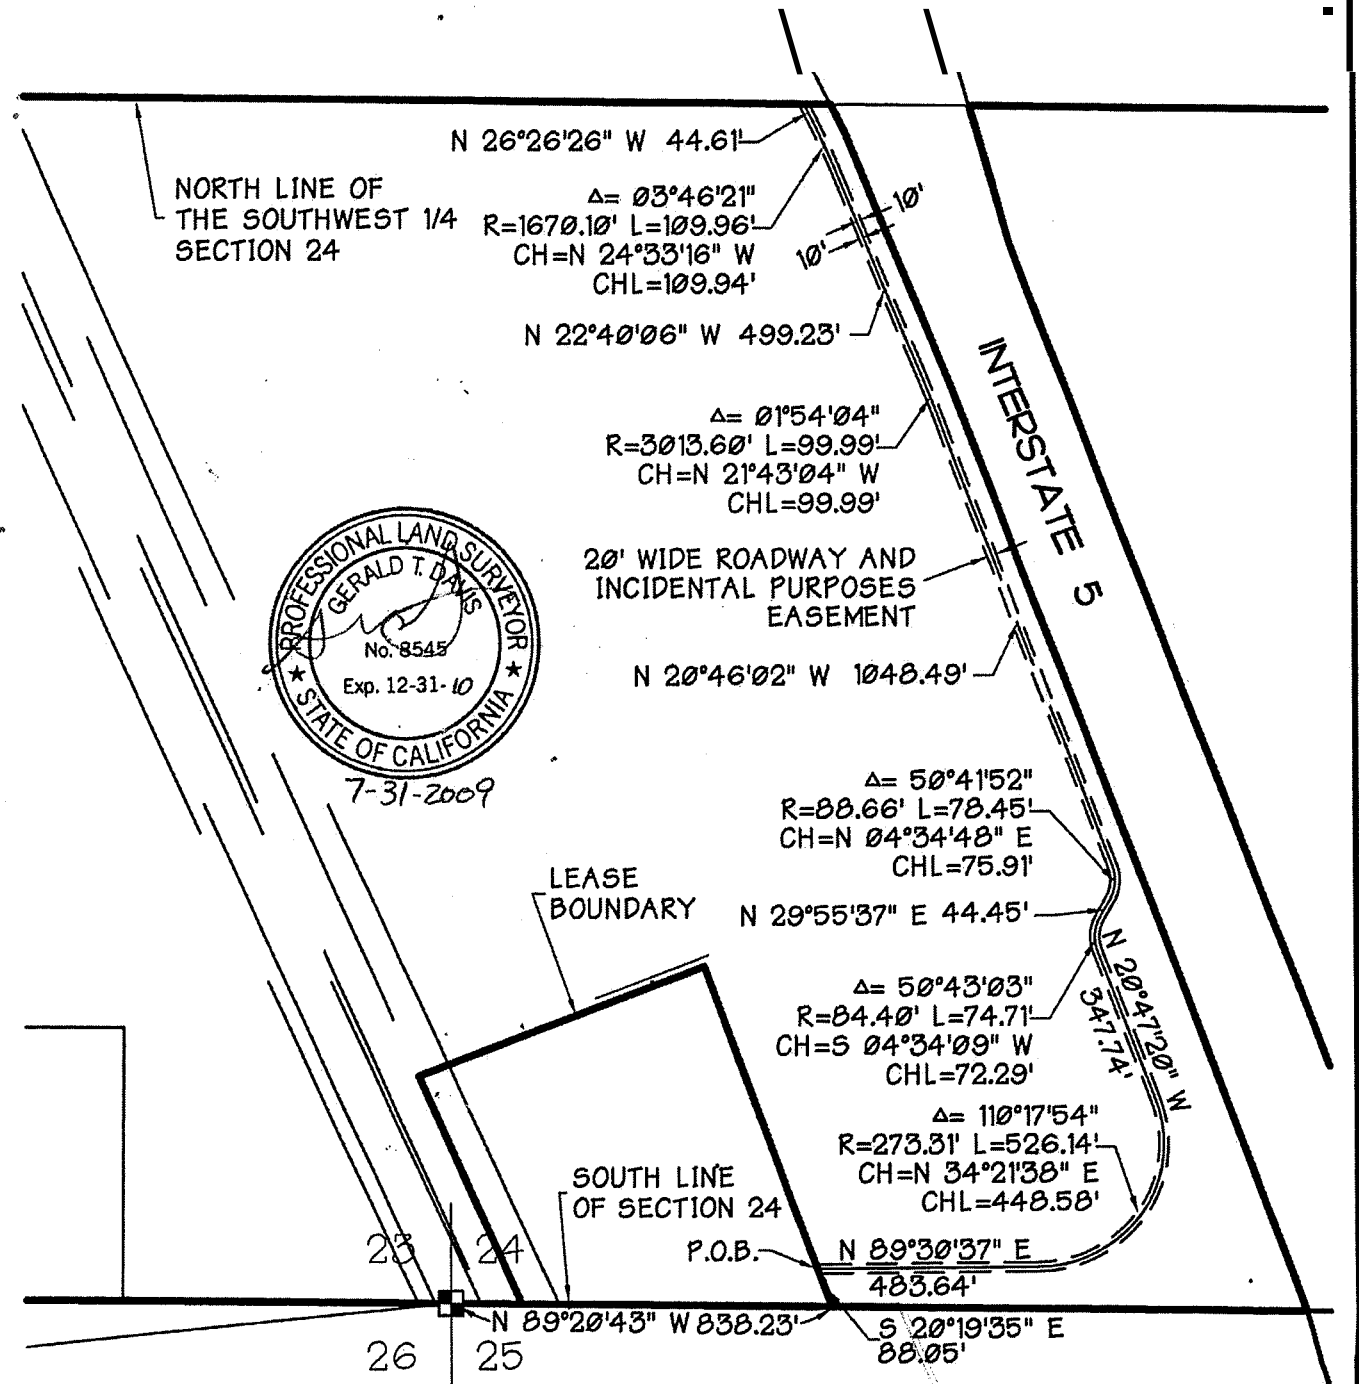 N 26°26'26" W 44.61'
NORTH LINE OF
THE SOUTHWEST 1/4
SECTION 24
Δ= 03°46'21"
R=1670.10' L=109.96'
CH=N 24°33'16" W
CHL=109.94'
10'
10'
N 22°40'06" W 499.23'
INTERSTATE 5
Δ= 01°54'04"
R=3013.60' L=99.99'
CH=N 21°43'04" W
CHL=99.99'
20' WIDE ROADWAY AND
INCIDENTAL PURPOSES
EASEMENT
PROFESSIONAL LAND SURVEYOR
GERALD T. DAVIS
No. 8545
Exp. 12-31-10
STATE OF CALIFORNIA
7-31-2009
N 20°46'02" W 1048.49'
Δ= 50°41'52"
R=88.66' L=78.45'
CH=N 04°34'48" E
CHL=75.91'
LEASE
BOUNDARY
N 29°55'37" E 44.45'
N 20°47'20" W
347.74'
Δ= 50°43'03"
R=84.40' L=74.71'
CH=S 04°34'09" W
CHL=72.29'
Δ= 110°17'54"
R=273.31' L=526.14'
CH=N 34°21'38" E
CHL=448.58'
SOUTH LINE
OF SECTION 24
23 24
P.O.B.
N 89°30'37" E
483.64'
N 89°20'43" W 838.23'
S 20°19'35" E
88.05'
26 25